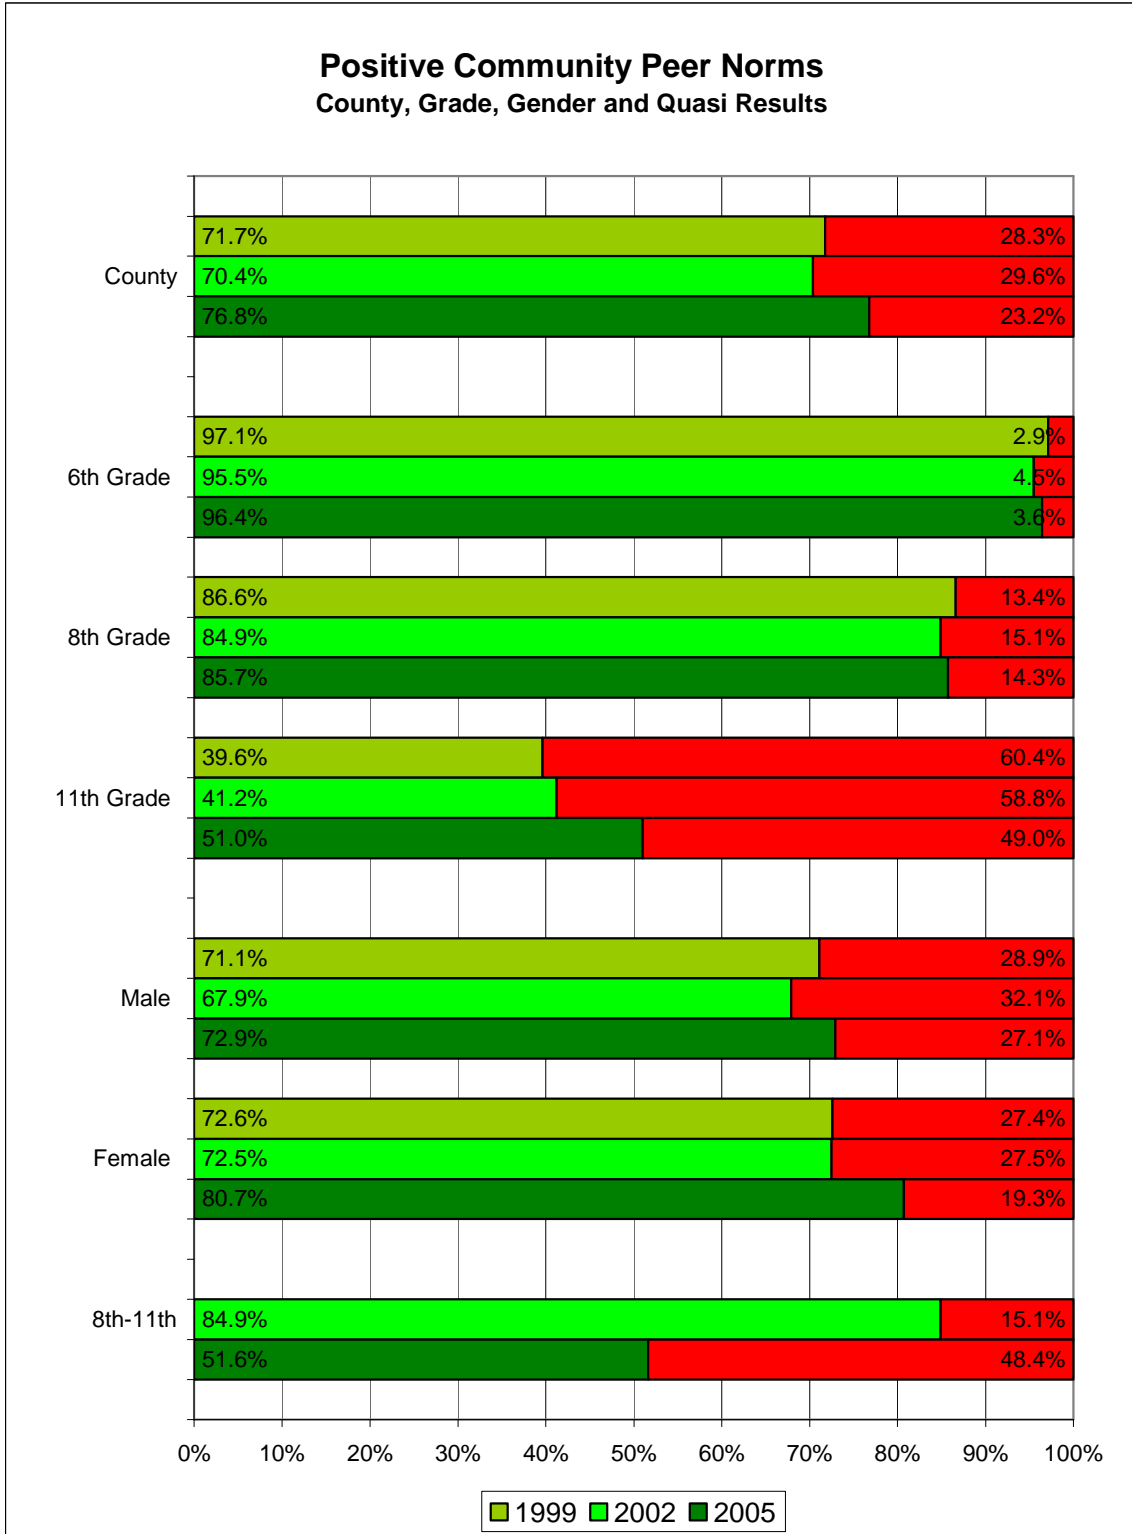 Positive Community Peer Norms
County, Grade, Gender and Quasi Results
71.7% 28.3%
County 70.4% 29.6%
76.8% 23.2%
97.1% 2.9%
6th Grade 95.5% 4.5%
96.4% 3.6%
86.6% 13.4%
8th Grade 84.9% 15.1%
85.7% 14.3%
39.6% 60.4%
11th Grade 41.2% 58.8%
51.0% 49.0%
71.1% 28.9%
Male 67.9% 32.1%
72.9% 27.1%
72.6% 27.4%
Female 72.5% 27.5%
80.7% 19.3%
8th-11th 84.9% 15.1%
51.6% 48.4%
0% 10% 20% 30% 40% 50% 60% 70% 80% 90% 100%
1999 2002 2005